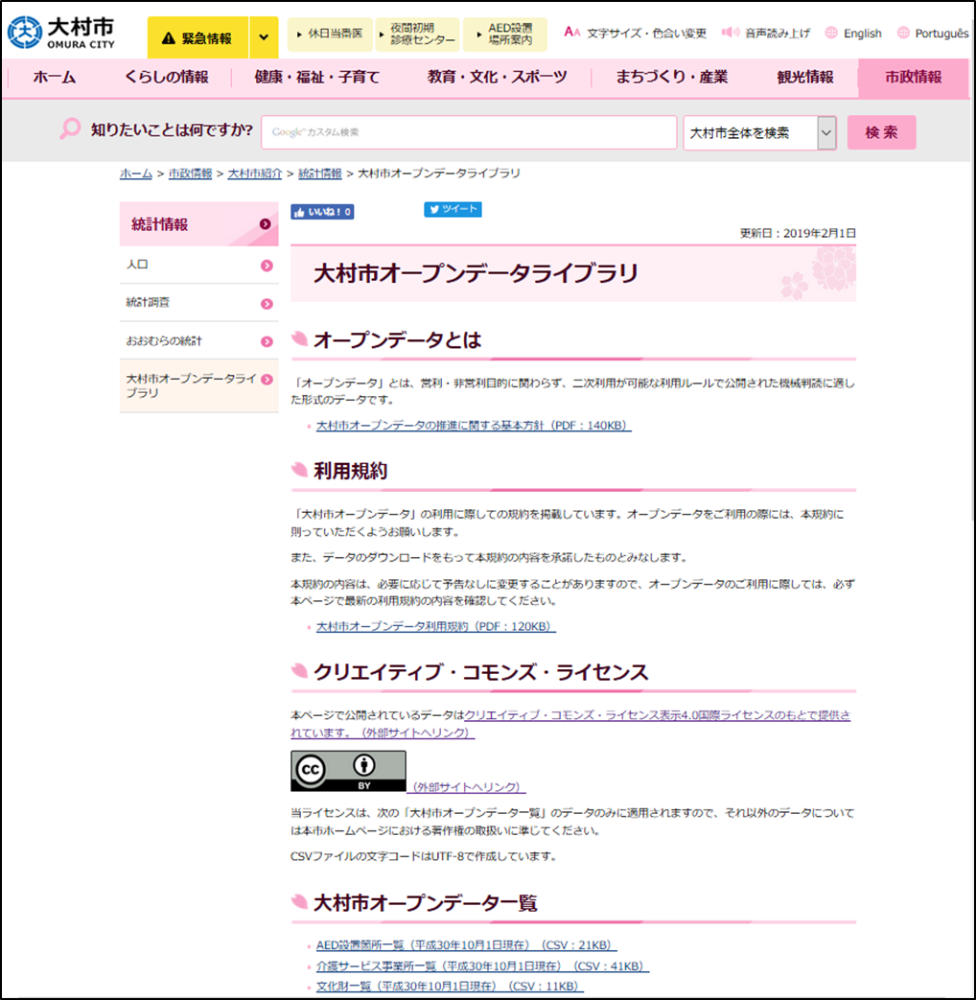 大村市
OMURA CITY
緊急情報
休日当番医
夜間初期
診療センター
AED設置
場所案内
AA 文字サイズ・色合い変更
音声読み上げ
English
Português
ホーム
くらしの情報
健康・福祉・子育て
教育・文化・スポーツ
まちづくり・産業
観光情報
市政情報
知りたいことは何ですか?
Google カスタム検索
大村市全体を検索
検索
ホーム > 市政情報 > 大村市紹介 > 統計情報 > 大村市オープンデータライブラリ
統計情報
人口
統計調査
おおむらの統計
大村市オープンデータライ
ブラリ
いいね! 0
ツイート
更新日:2019年2月1日
大村市オープンデータライブラリ
オープンデータとは
「オープンデータ」とは、営利・非営利目的に関わらず、二次利用が可能な利用ルールで公開された機械判読に適し
た形式のデータです。
大村市オープンデータの推進に関する基本方針(PDF:140KB)
利用規約
「大村市オープンデータ」の利用に際しての規約を掲載しています。オープンデータをご利用の際には、本規約に
則っていただくようお願いします。
また、データのダウンロードをもって本規約の内容を承諾したものとみなします。
本規約の内容は、必要に応じて予告なしに変更することがありますので、オープンデータのご利用に際しては、必ず
本ページで最新の利用規約の内容を確認してください。
大村市オープンデータ利用規約(PDF:120KB)
クリエイティブ・コモンズ・ライセンス
本ページで公開されているデータはクリエイティブ・コモンズ・ライセンス表示4.0国際ライセンスのもとで提供さ
れています。(外部サイトへリンク)
cc
BY
(外部サイトへリンク)
当ライセンスは、次の「大村市オープンデータ一覧」のデータのみに適用されますので、それ以外のデータについて
は本市ホームページにおける著作権の取扱いに準じてください。
CSVファイルの文字コードはUTF-8で作成しています。
大村市オープンデータ一覧
AED設置箇所一覧(平成30年10月1日現在)(CSV:21KB)
介護サービス事業所一覧(平成30年10月1日現在)(CSV:41KB)
文化財一覧(平成30年10月1日現在)(CSV:11KB)